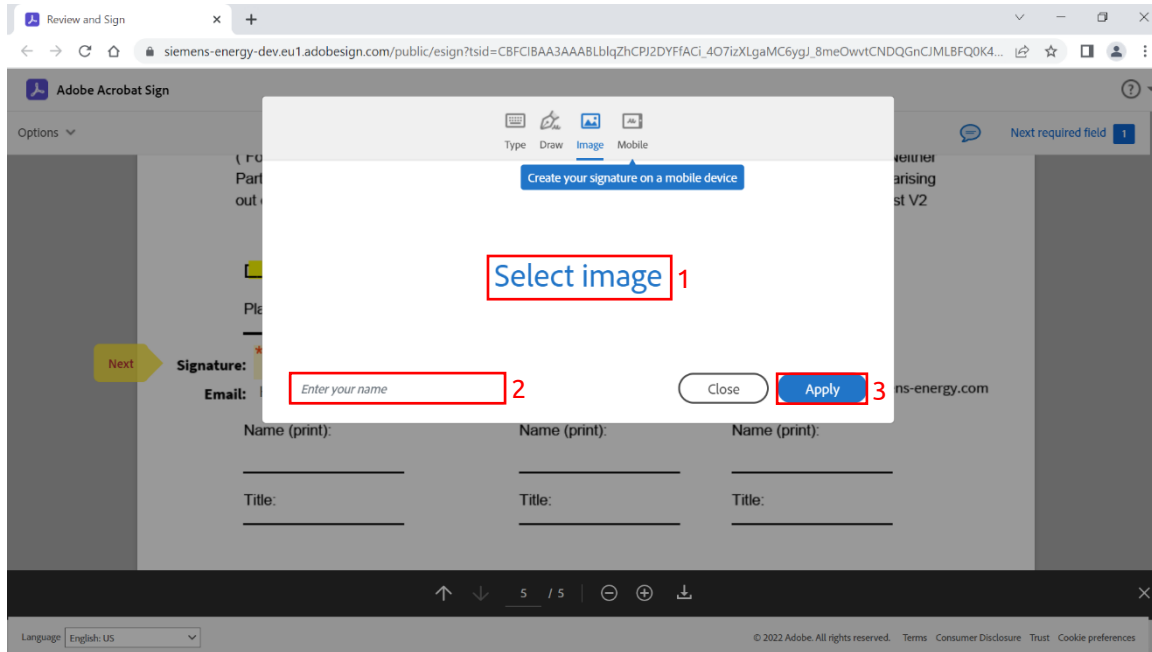 Review and Sign
siemens-energy-dev.eu1.adobesign.com/public/esign?tsid=CBFCIBAA3AAABLblqZhCPJ2DYFfACi_4O7izXLgaMC6ygJ_8meOwvtCNDQGnCJMLBFQ0K4...
Adobe Acrobat Sign
Options
Type Draw Image Mobile
Next required field 1
Create your signature on a mobile device
( Fo
Neither
Part
arising
out
st V2
Select image 1
Pla
Next
Signature: *
Email:
Enter your name 2
Close
Apply 3
ns-energy.com
Name (print): Name (print): Name (print):
Title: Title: Title:
5 / 5
Language English: US
© 2022 Adobe. All rights reserved. Terms Consumer Disclosure Trust Cookie preferences